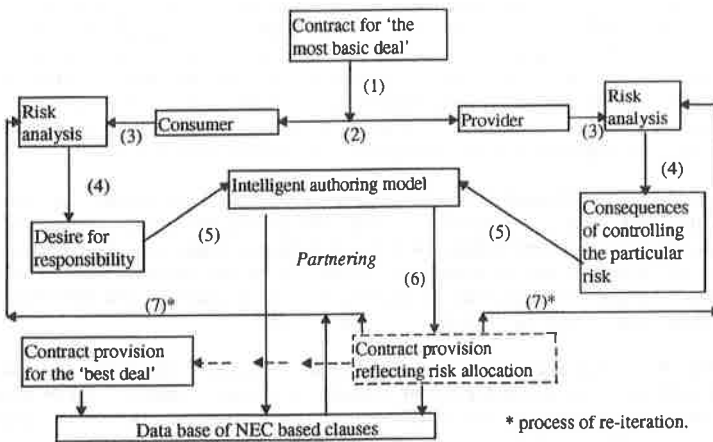 Contract for ‘the
most basic deal’
(1)
Risk
analysis
(3)
Consumer
(2)
Provider
(3)
Risk
analysis
(4)
(4)
Intelligent authoring model
Desire for
responsibility
(5)
(5)
Consequences
of controlling
the particular
risk
Partnering
(6)
(7)*
(7)*
Contract provision
for the ‘best deal’
Contract provision
reflecting risk allocation
Data base of NEC based clauses
* process of re-iteration.